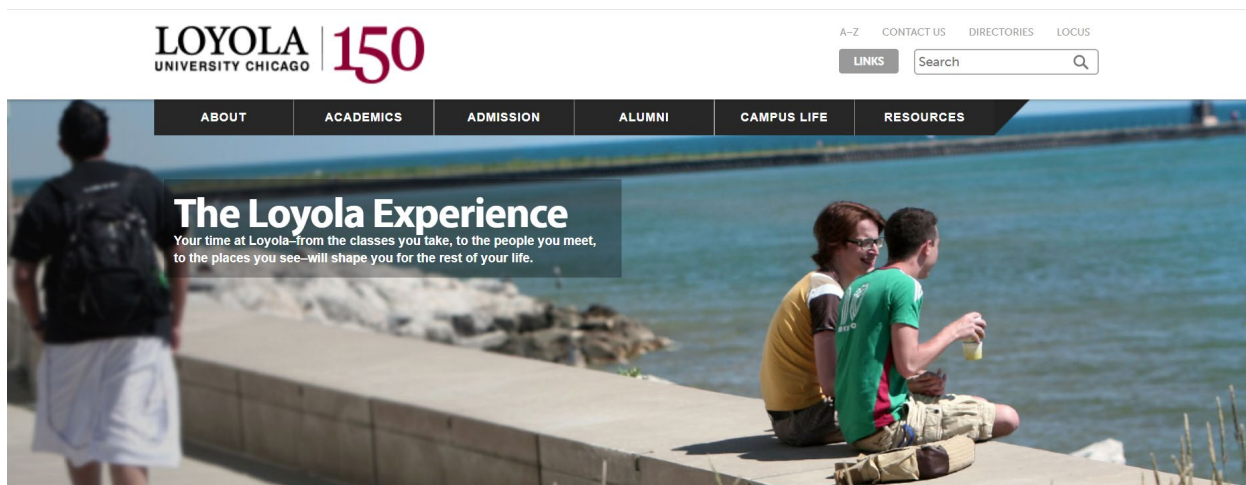 LOYOLA
UNIVERSITY CHICAGO
150
A–Z CONTACT US DIRECTORIES LOCUS
LINKS Search
ABOUT ACADEMICS ADMISSION ALUMNI CAMPUS LIFE RESOURCES
The Loyola Experience
Your time at Loyola–from the classes you take, to the people you meet,
to the places you see–will shape you for the rest of your life.